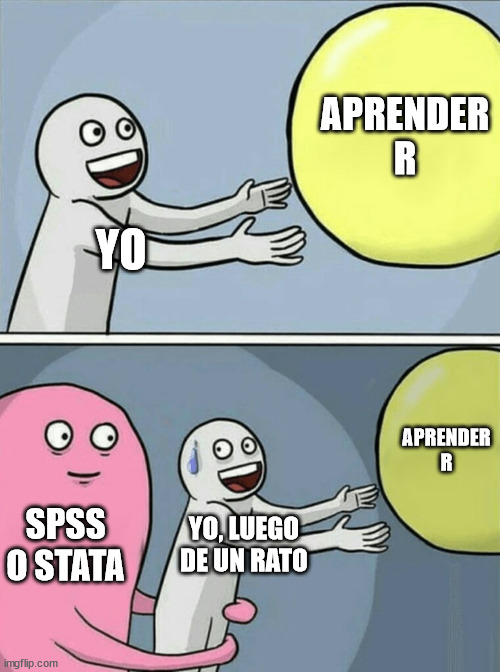 APRENDER
R
YO
APRENDER
R
SPSS
O STATA
YO, LUEGO
DE UN RATO
imgflip.com